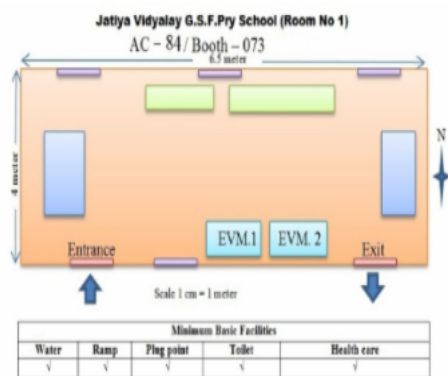 Jatiya Vidyalay G.S.F.Pry School (Room No 1)
AC – 84/ Booth – 073
6.5 meter
4 meter
N
EVM.1 EVM. 2
Entrance Exit
Scale 1 cm = 1 meter
Minimum Basic Facilities
Water Ramp Plug point Toilet Health care
√ √ √ √ √